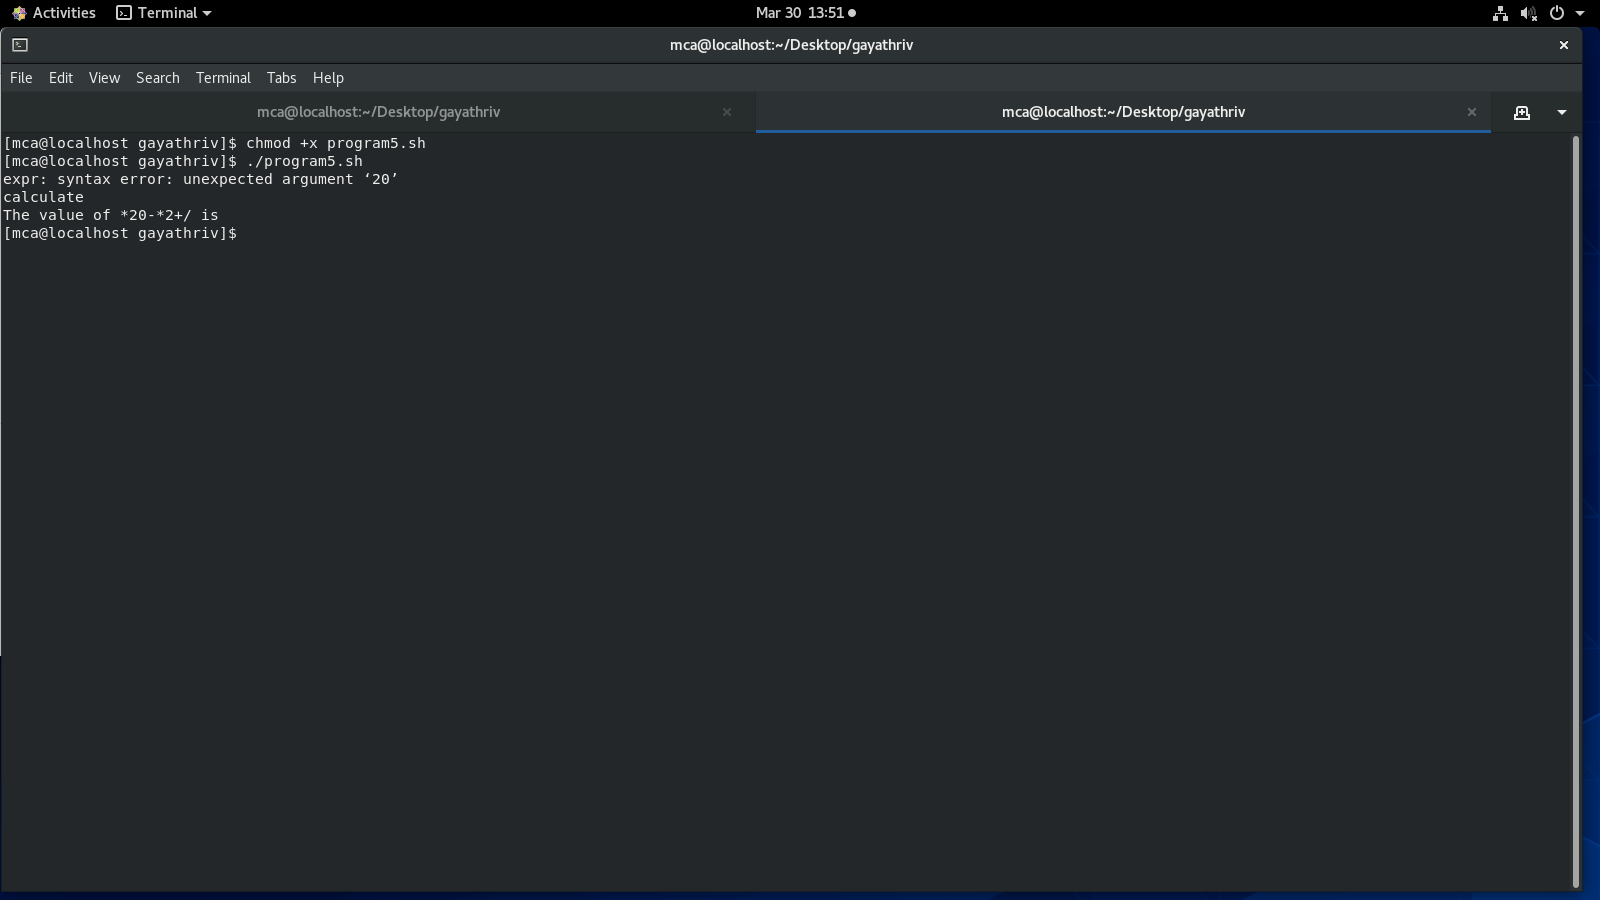 Activities Terminal Mar 30 13:51
mca@localhost:~/Desktop/gayathriv
File Edit View Search Terminal Tabs Help
mca@localhost:~/Desktop/gayathriv mca@localhost:~/Desktop/gayathriv
[mca@localhost gayathriv]$ chmod +x program5.sh
[mca@localhost gayathriv]$ ./program5.sh
expr: syntax error: unexpected argument ‘20’
calculate
The value of *20-*2+/ is
[mca@localhost gayathriv]$